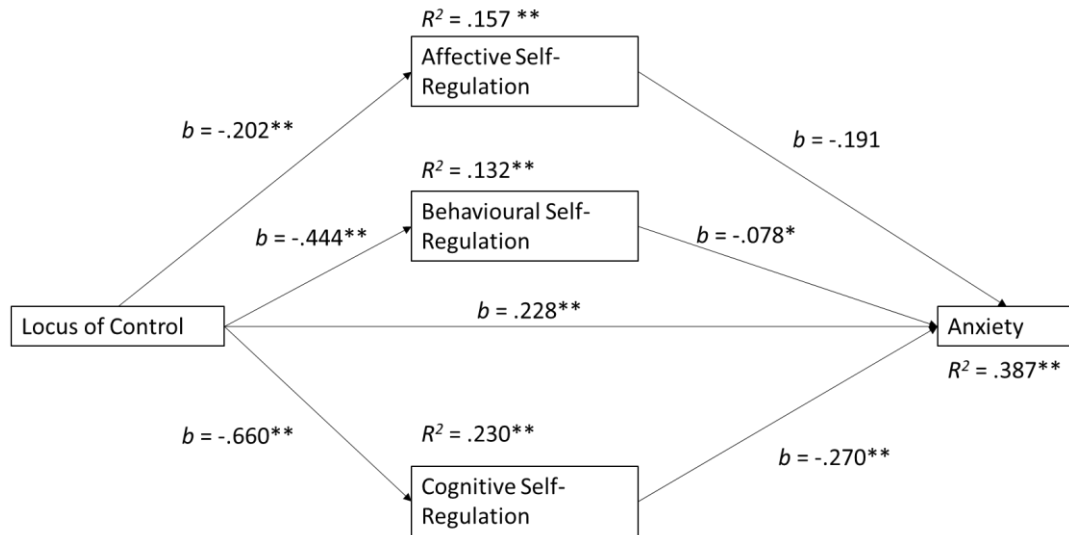 R² = .157 **
Affective Self-
Regulation
b = -.202**
b = -.191
R² = .132**
Behavioural Self-
Regulation
b = -.444**
b = -.078*
Locus of Control
b = .228**
Anxiety
R² = .387**
b = -.660**
R² = .230**
b = -.270**
Cognitive Self-
Regulation